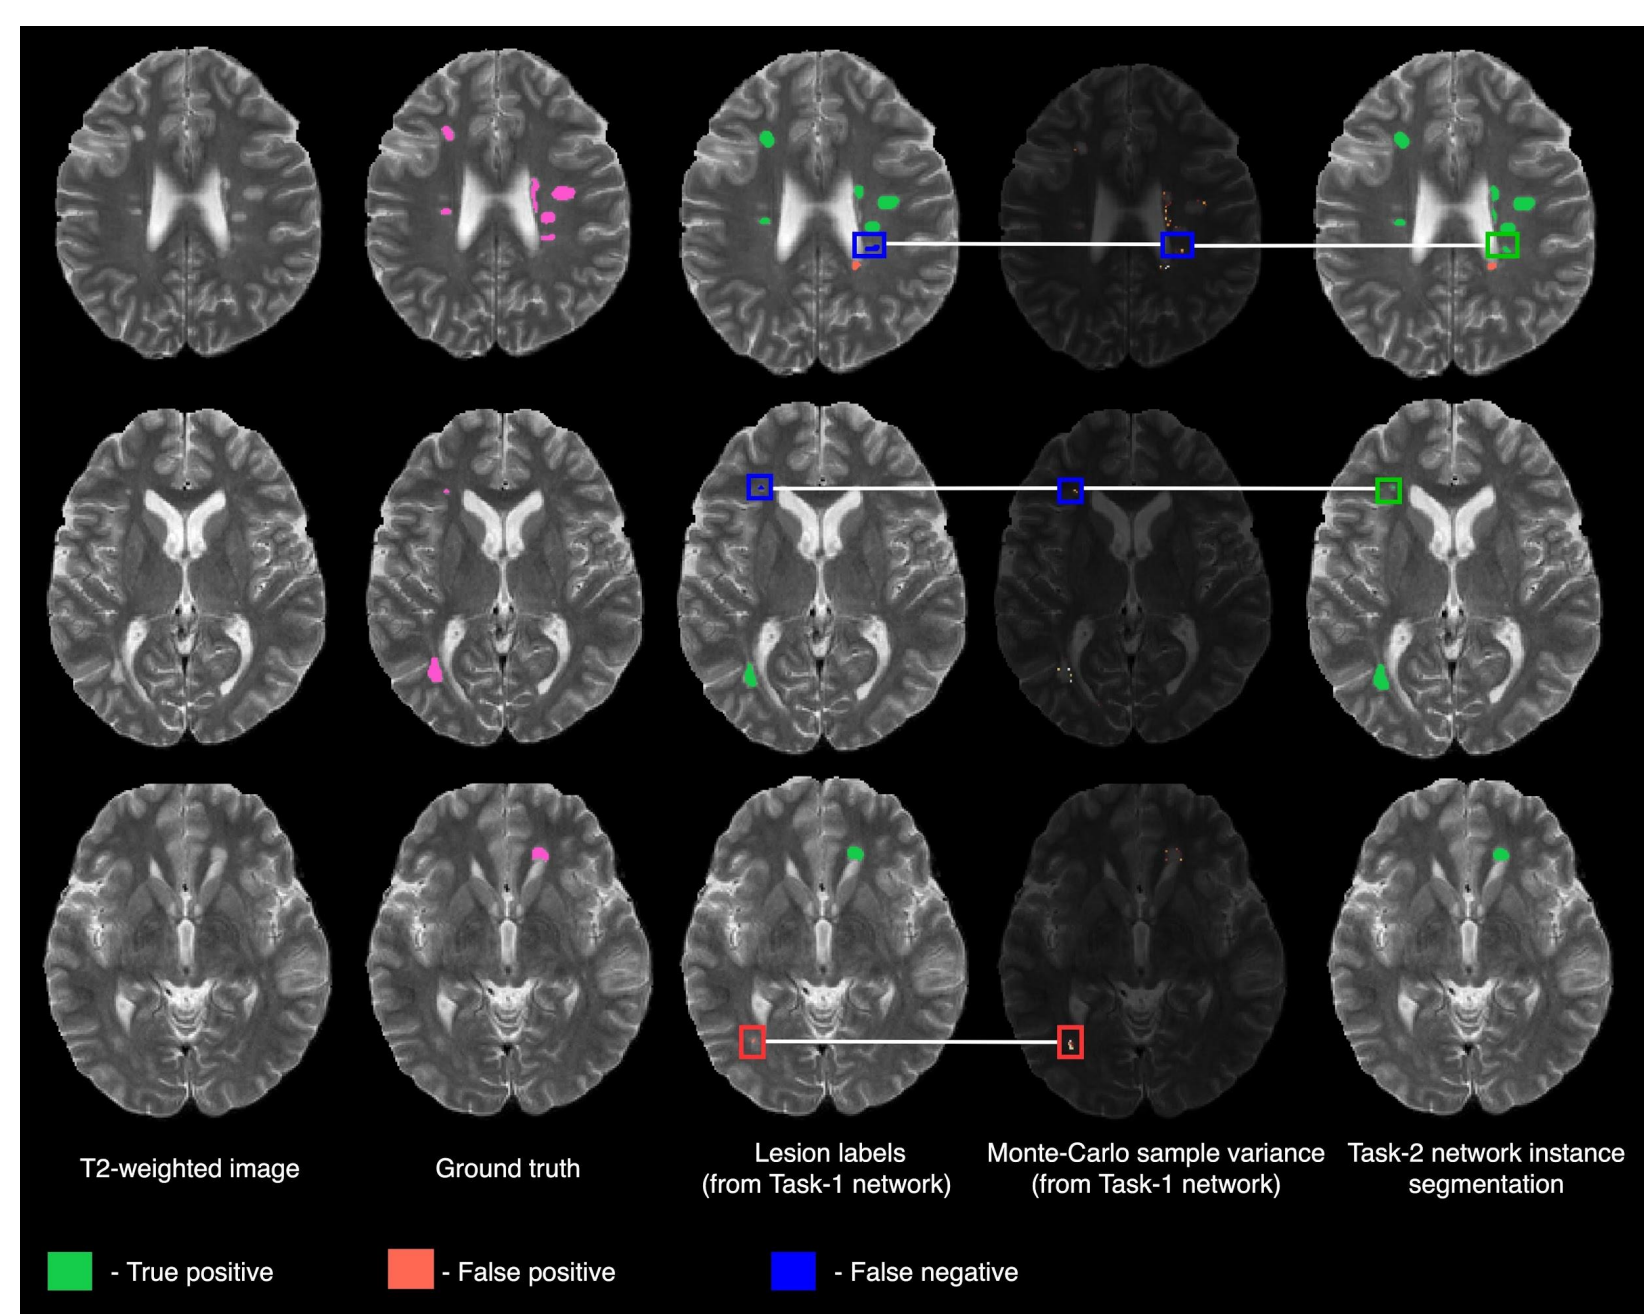 T2-weighted image
Ground truth
Lesion labels
(from Task-1 network)
Monte-Carlo sample variance
(from Task-1 network)
Task-2 network instance
segmentation
- True positive
- False positive
- False negative